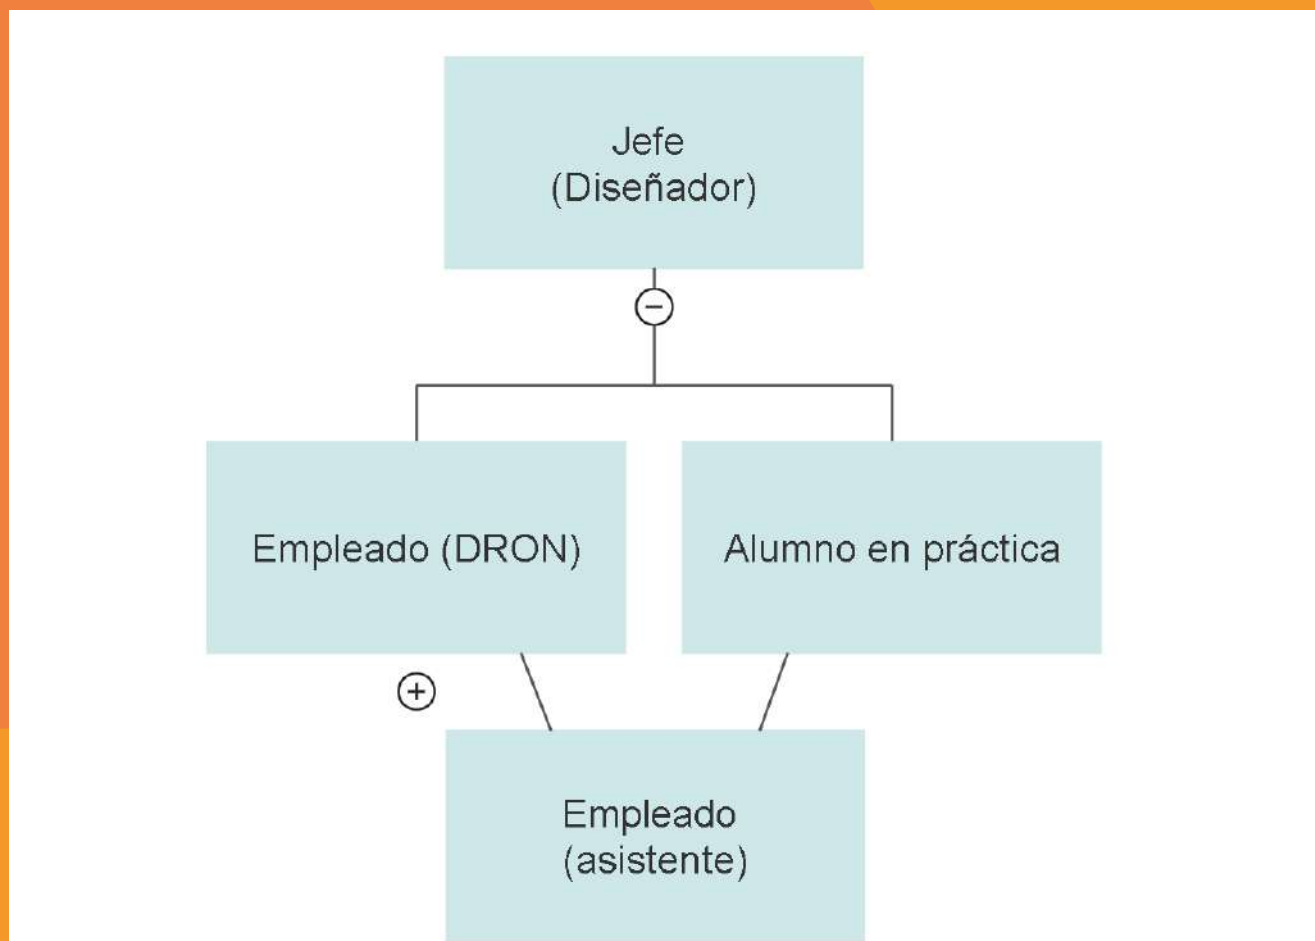 Jefe
(Diseñador)
Empleado (DRON)
Alumno en práctica
Empleado
(asistente)